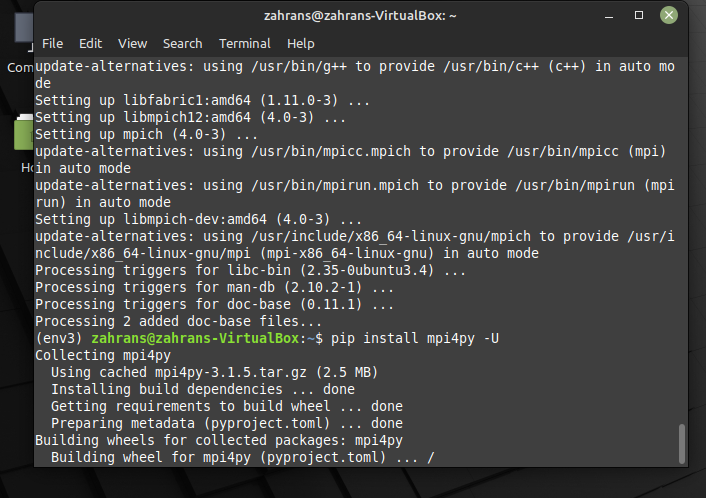 zahrans@zahrans-VirtualBox: ~
File Edit View Search Terminal Help
update-alternatives: using /usr/bin/g++ to provide /usr/bin/c++ (c++) in auto mo
de
Setting up libfabric1:amd64 (1.11.0-3) ...
Setting up libmpich12:amd64 (4.0-3) ...
Setting up mpich (4.0-3) ...
update-alternatives: using /usr/bin/mpicc.mpich to provide /usr/bin/mpicc (mpi)
in auto mode
update-alternatives: using /usr/bin/mpirun.mpich to provide /usr/bin/mpirun (mpi
run) in auto mode
Setting up libmpich-dev:amd64 (4.0-3) ...
update-alternatives: using /usr/include/x86_64-linux-gnu/mpich to provide /usr/i
nclude/x86_64-linux-gnu/mpi (mpi-x86_64-linux-gnu) in auto mode
Processing triggers for libc-bin (2.35-0ubuntu3.4) ...
Processing triggers for man-db (2.10.2-1) ...
Processing triggers for doc-base (0.11.1) ...
Processing 2 added doc-base files...
(env3) zahrans@zahrans-VirtualBox:~$ pip install mpi4py -U
Collecting mpi4py
Using cached mpi4py-3.1.5.tar.gz (2.5 MB)
Installing build dependencies ... done
Getting requirements to build wheel ... done
Preparing metadata (pyproject.toml) ... done
Building wheels for collected packages: mpi4py
Building wheel for mpi4py (pyproject.toml) ... /
Com
Ho